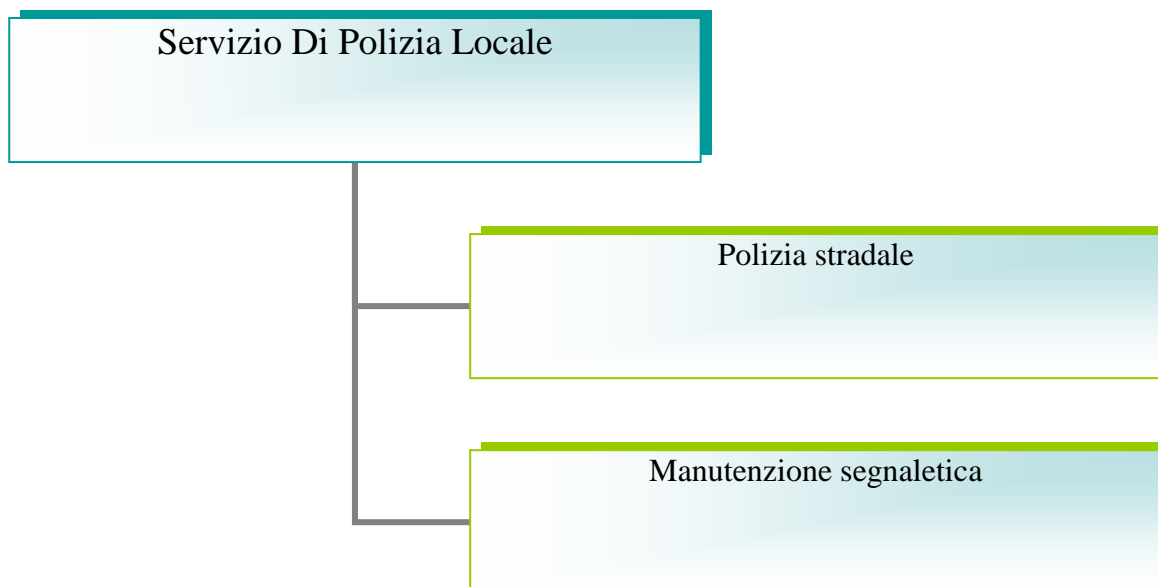 Servizio Di Polizia Locale
Polizia stradale
Manutenzione segnaletica